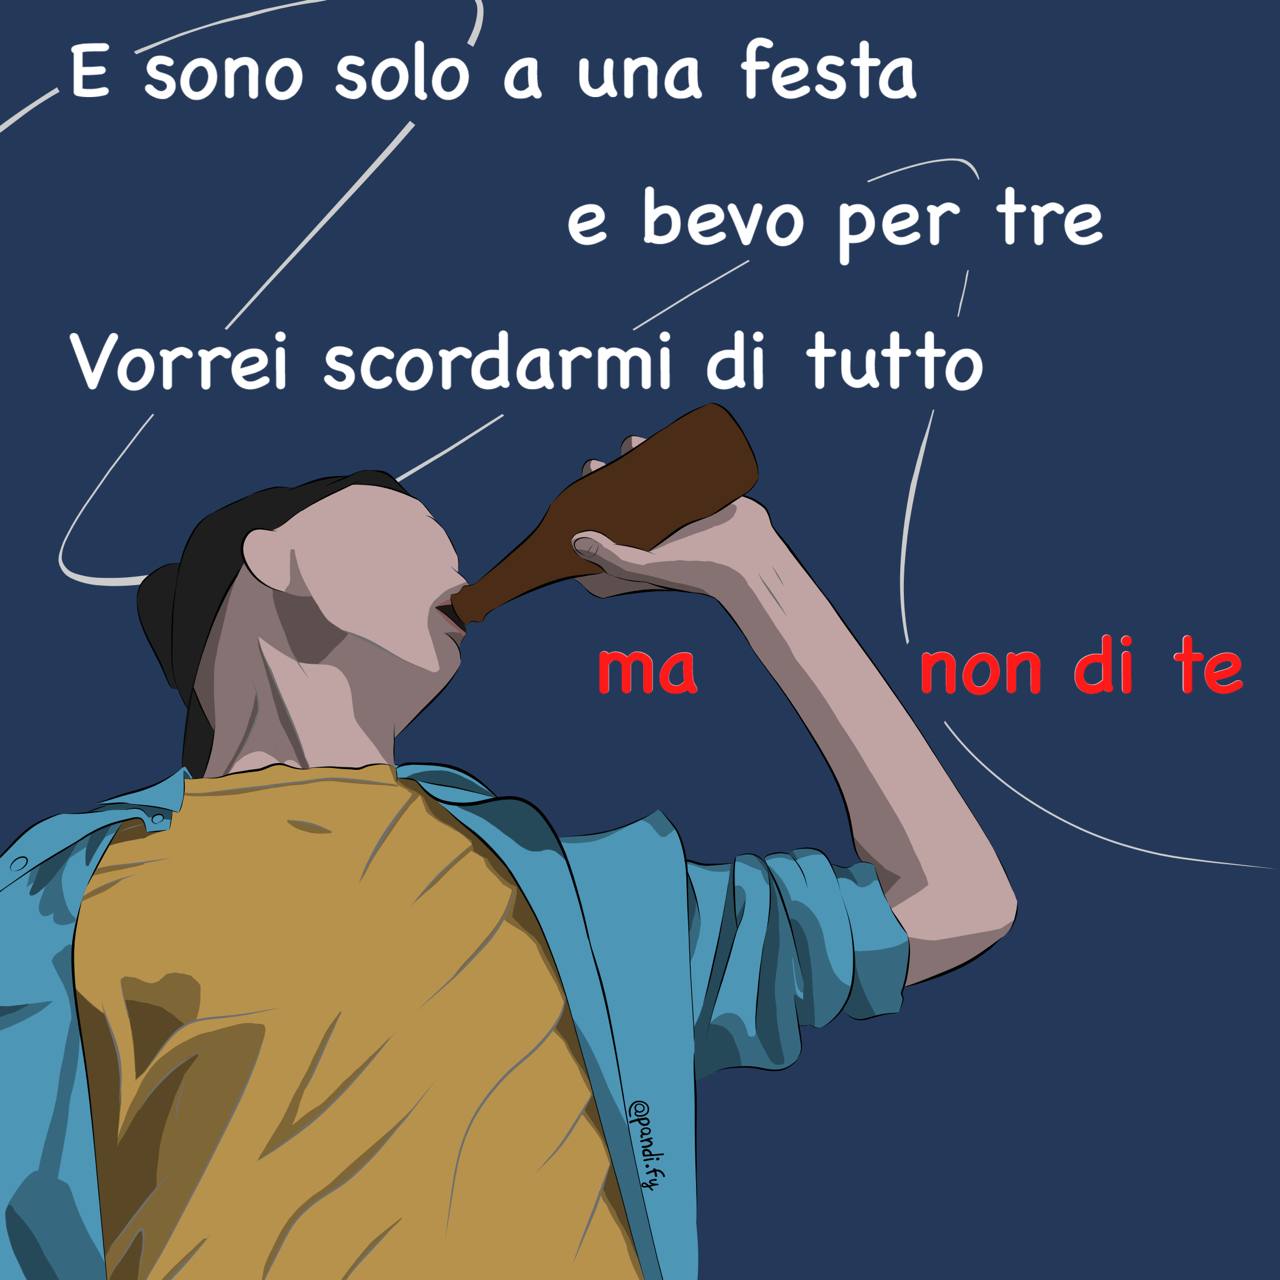 E sono solo a una festa
e bevo per tre
Vorrei scordarmi di tutto
ma non di te
@pandi.fy